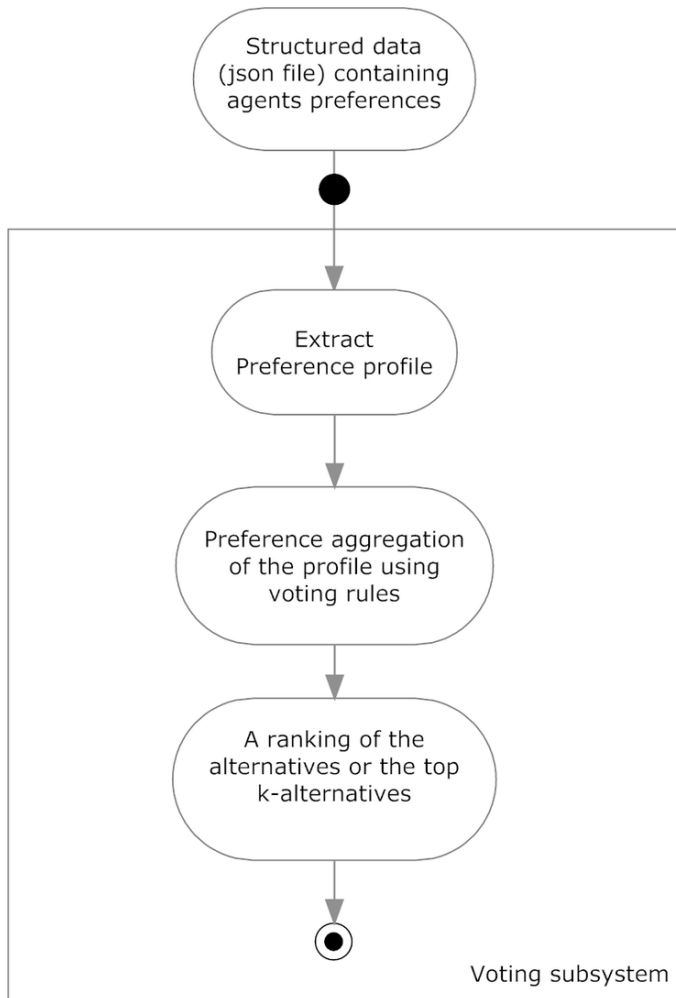 Structured data
(json file) containing
agents preferences
Extract
Preference profile
Preference aggregation
of the profile using
voting rules
A ranking of the
alternatives or the top
k-alternatives
Voting subsystem